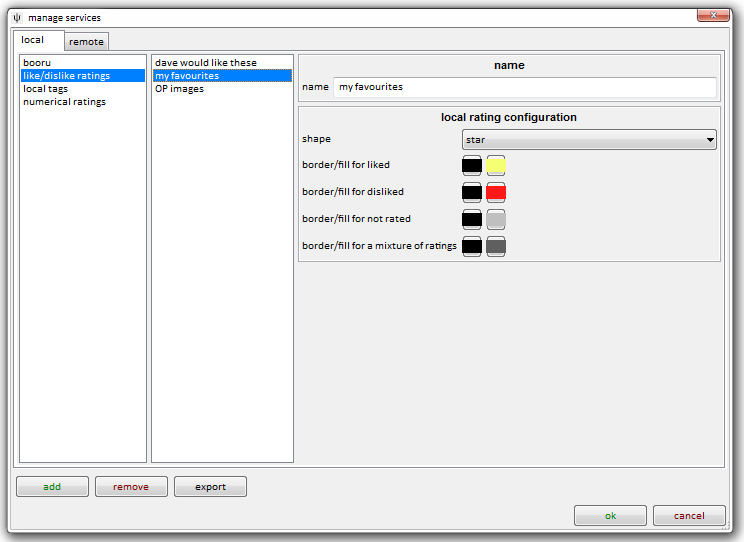 manage services
local remote
booru
like/dislike ratings
local tags
numerical ratings
dave would like these
my favourites
OP images
name
name my favourites
local rating configuration
shape star
border/fill for liked
border/fill for disliked
border/fill for not rated
border/fill for a mixture of ratings
add remove export
ok cancel